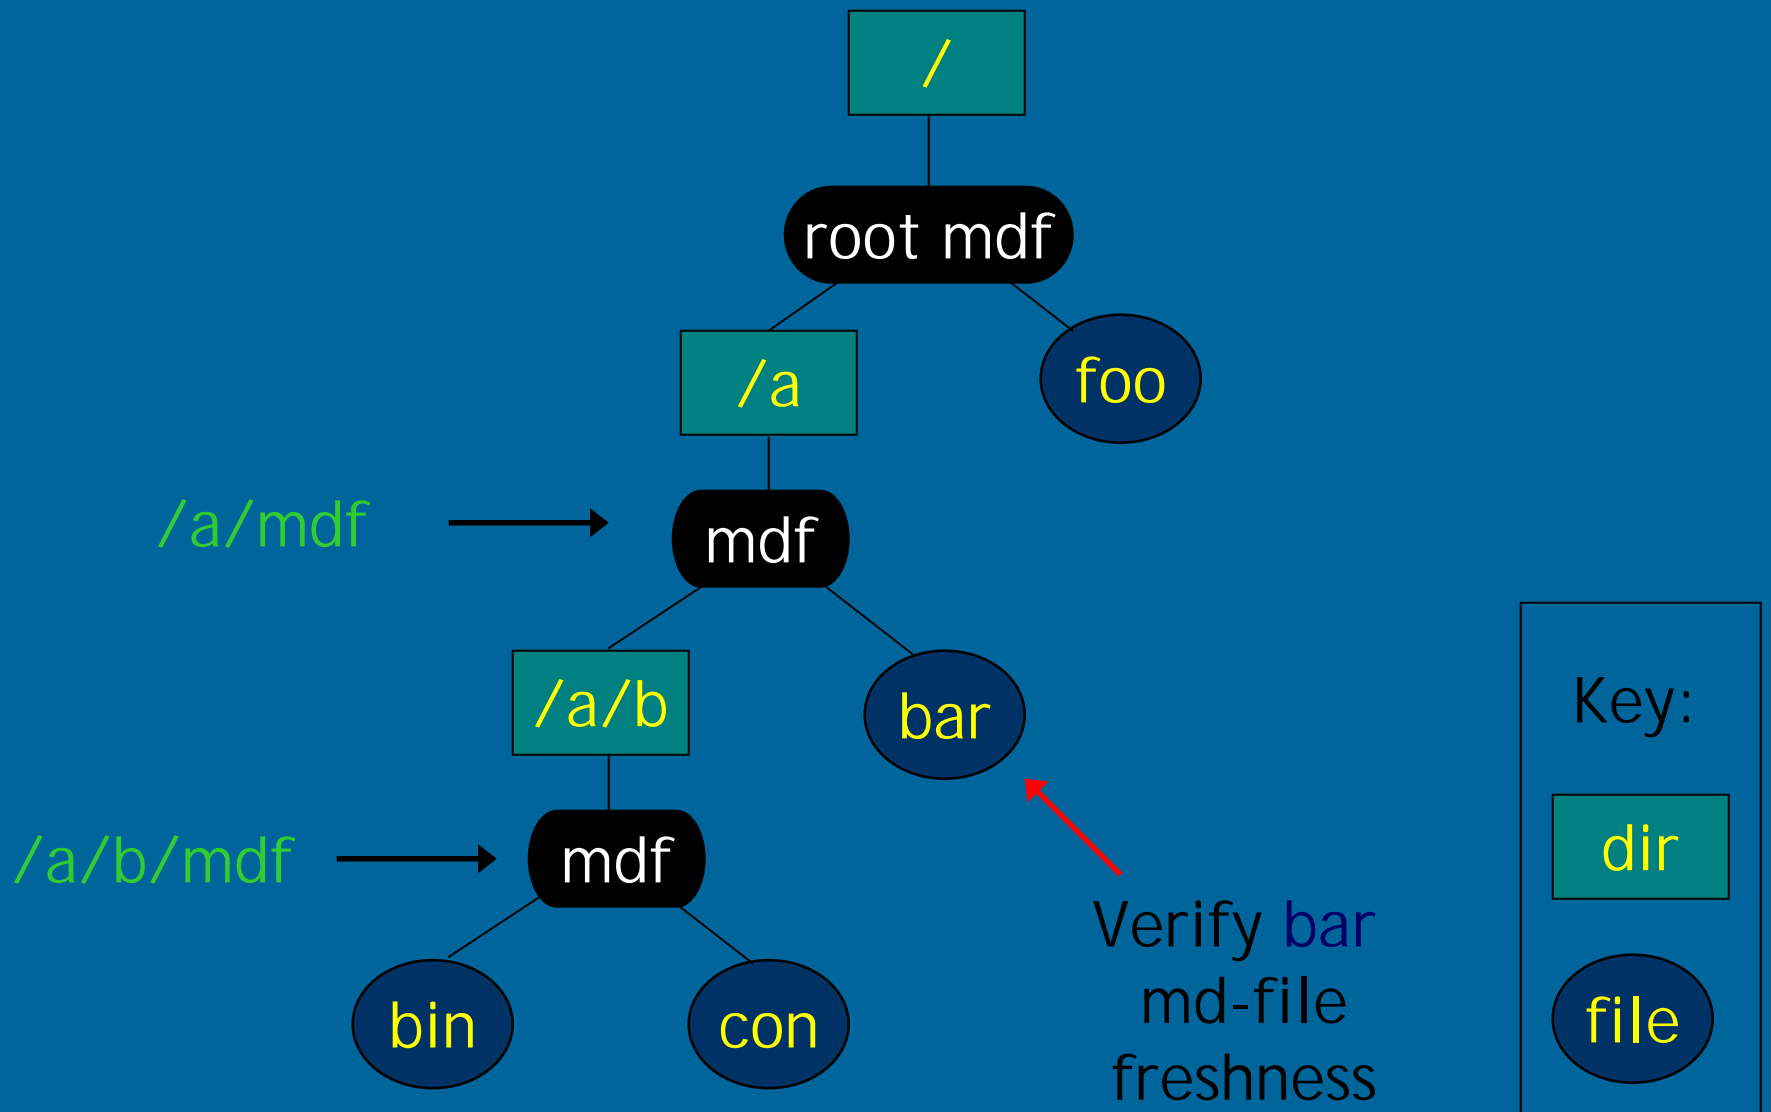 /
root mdf
/a
foo
/a/mdf
mdf
/a/b
bar
Key:
dir
/a/b/mdf
mdf
Verify bar
md-file
freshness
bin
con
file